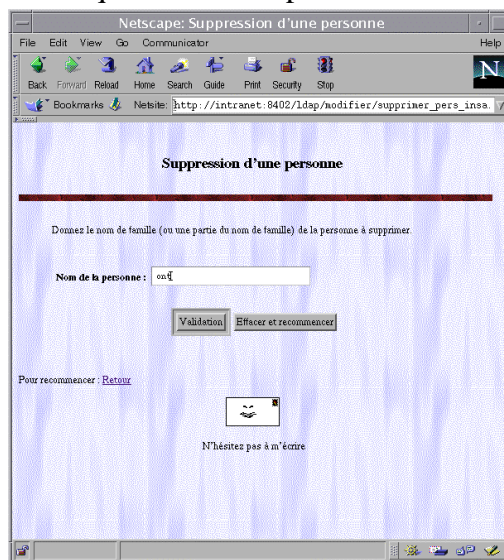 Netscape: Suppression d'une personne
File Edit View Go Communicator Help
Back Forward Reload Home Search Guide Print Security Stop
N
Bookmarks Netsite: http://intranet:8402/ldap/modifier/supprimer_pers_insa.
Suppression d'une personne
Donnez le nom de famille (ou une partie du nom de famille) de la personne à supprimer.
Nom de la personne : ont
Validation Effacer et recommencer
Pour recommencer : Retour
N'hésitez pas à m'écrire